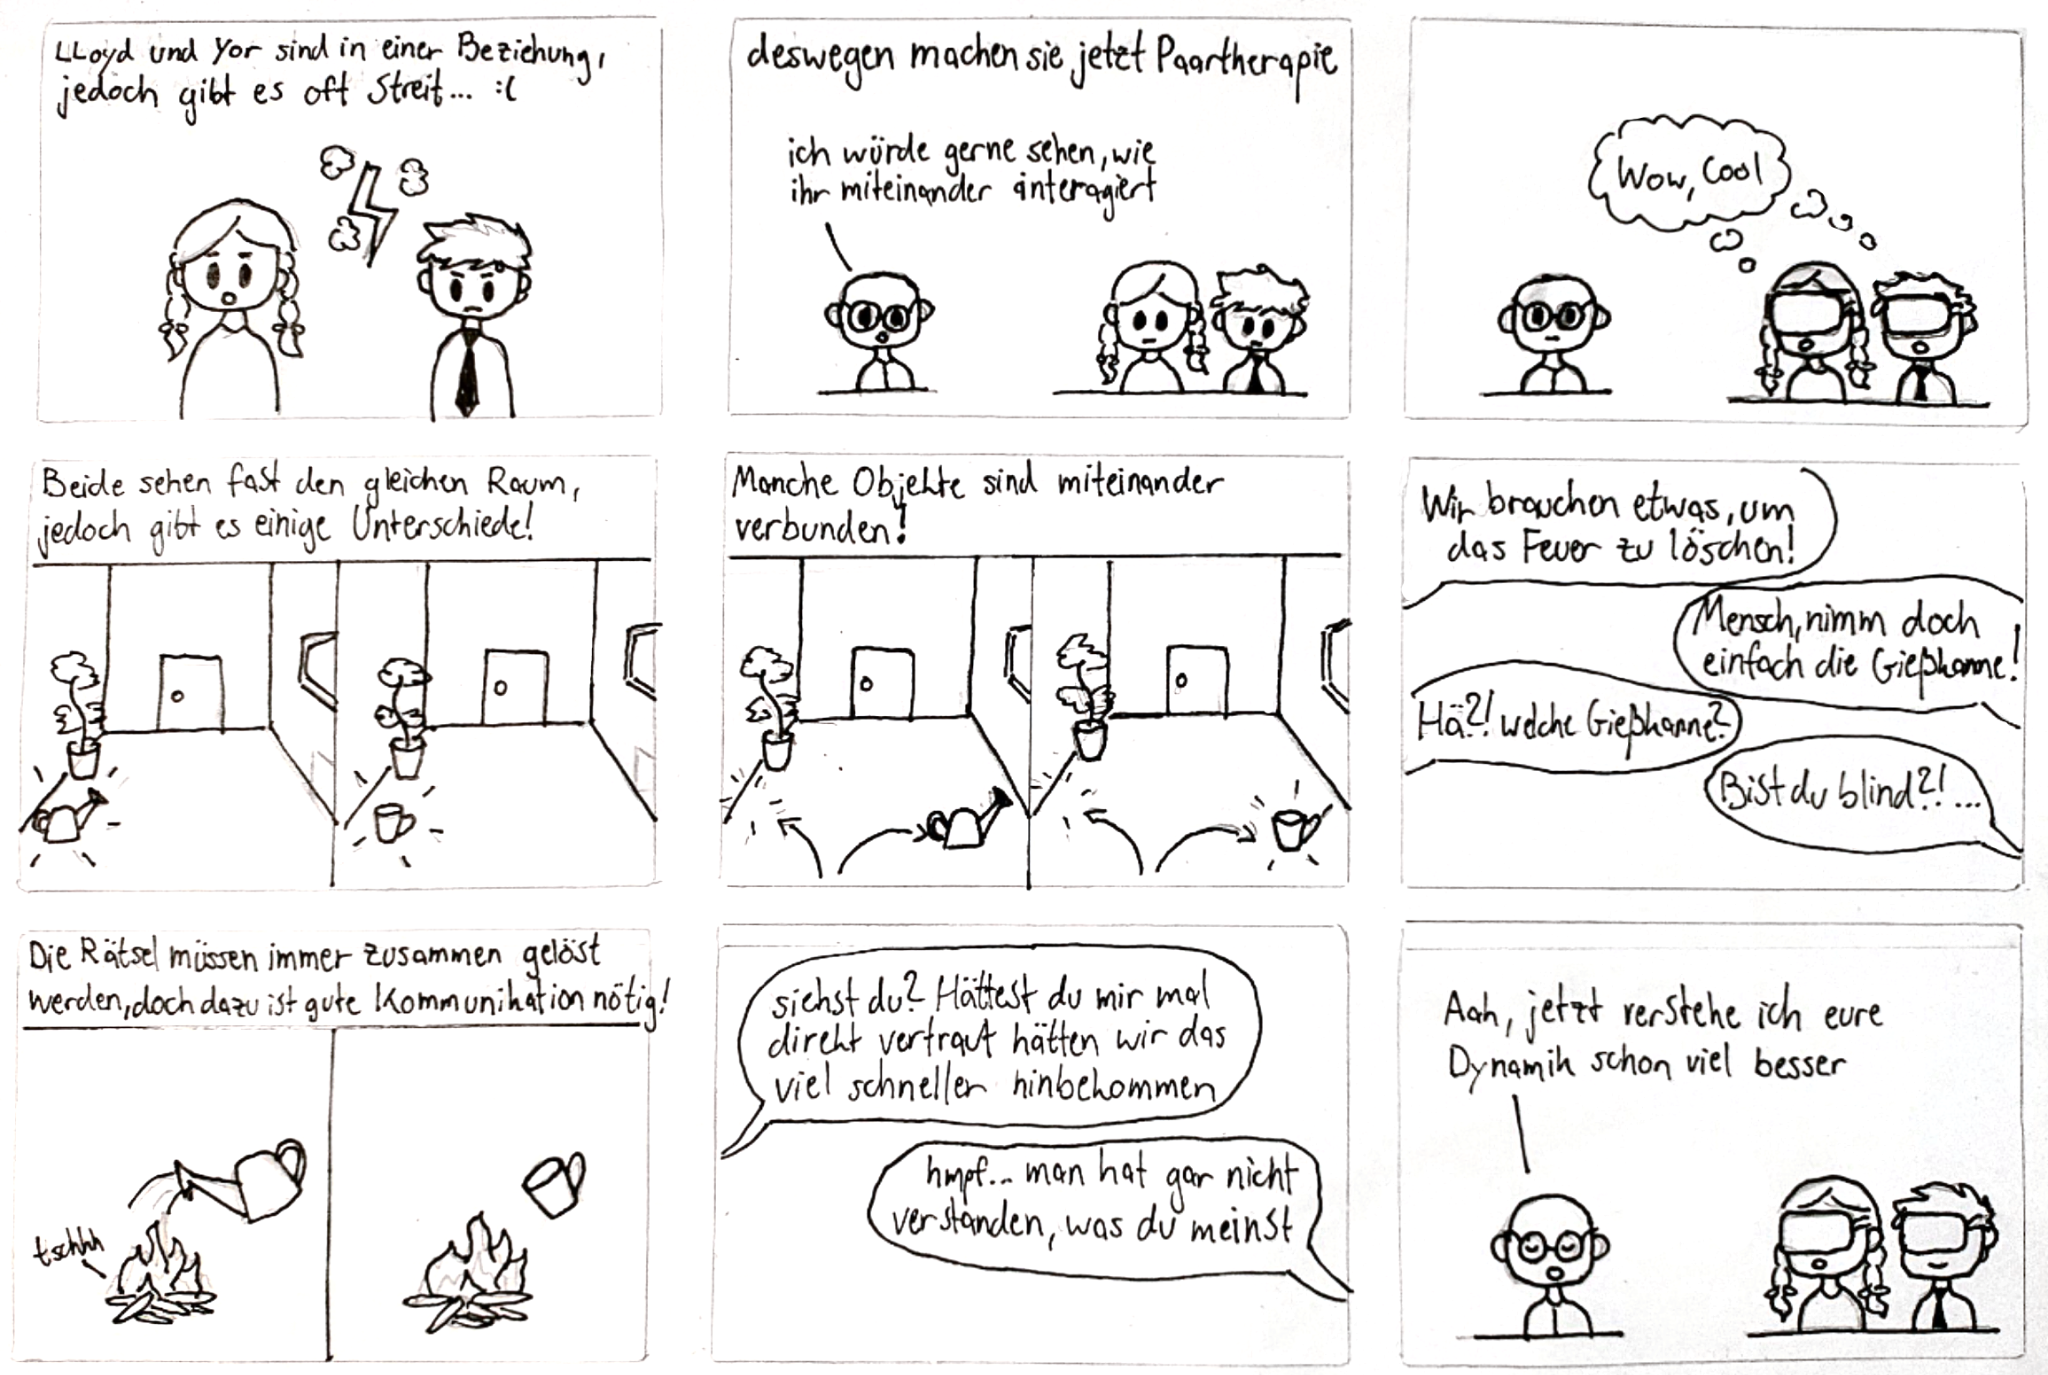 LLoyd und Yor sind in einer Beziehung,
jedoch gibt es oft Streit... :(
deswegen machen sie jetzt Paartherapie
ich würde gerne sehen, wie
ihr miteinander interagiert
Wow, Cool
Beide sehen fast den gleichen Raum,
jedoch gibt es einige Unterschiede!
Manche Objekte sind miteinander
verbunden!
Wir brauchen etwas, um
das Feuer zu löschen!
Mensch, nimm doch
einfach die Gießkanne!
Hä?! welche Gießkanne?
Bist du blind?!...
Die Rätsel müssen immer zusammen gelöst
werden, doch dazu ist gute Kommunikation nötig!
tschhh
siehst du? Hättest du mir mal
direkt vertraut hätten wir das
viel schneller hinbekommen
hmpf... man hat gar nicht
verstanden, was du meinst
Aah, jetzt verstehe ich eure
Dynamik schon viel besser